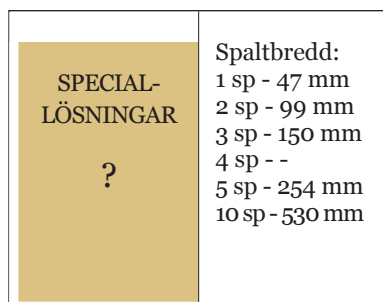 SPECIAL-
LÖSNINGAR
?
Spaltbredd:
1 sp - 47 mm
2 sp - 99 mm
3 sp - 150 mm
4 sp - -
5 sp - 254 mm
10 sp - 530 mm